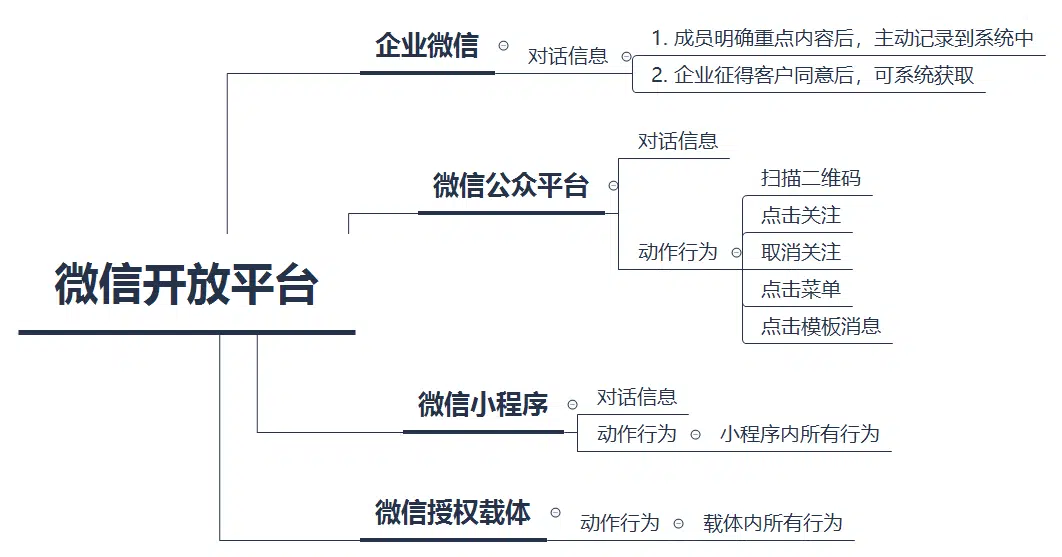 企业微信
对话信息
1. 成员明确重点内容后，主动记录到系统中
2. 企业征得客户同意后，可系统获取
微信公众平台
对话信息
动作行为
扫描二维码
点击关注
取消关注
点击菜单
点击模板消息
微信开放平台
微信小程序
对话信息
动作行为
小程序内所有行为
微信授权载体
动作行为
载体内所有行为